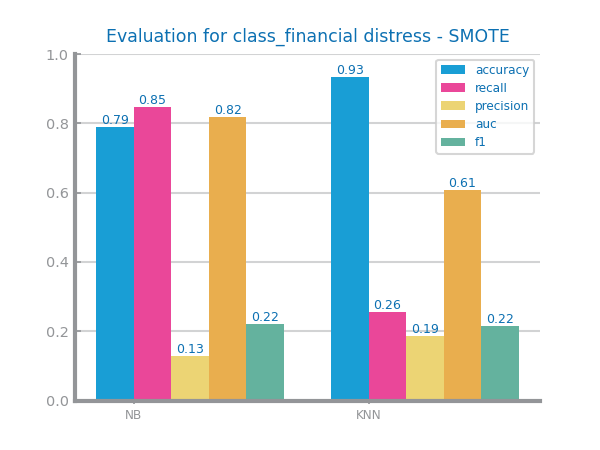 Evaluation for class_financial distress - SMOTE
1.0
0.8
0.6
0.4
0.2
0.0
0.79
0.85
0.13
0.82
0.22
0.93
0.26
0.19
0.61
0.22
accuracy
recall
precision
auc
f1
NB
KNN